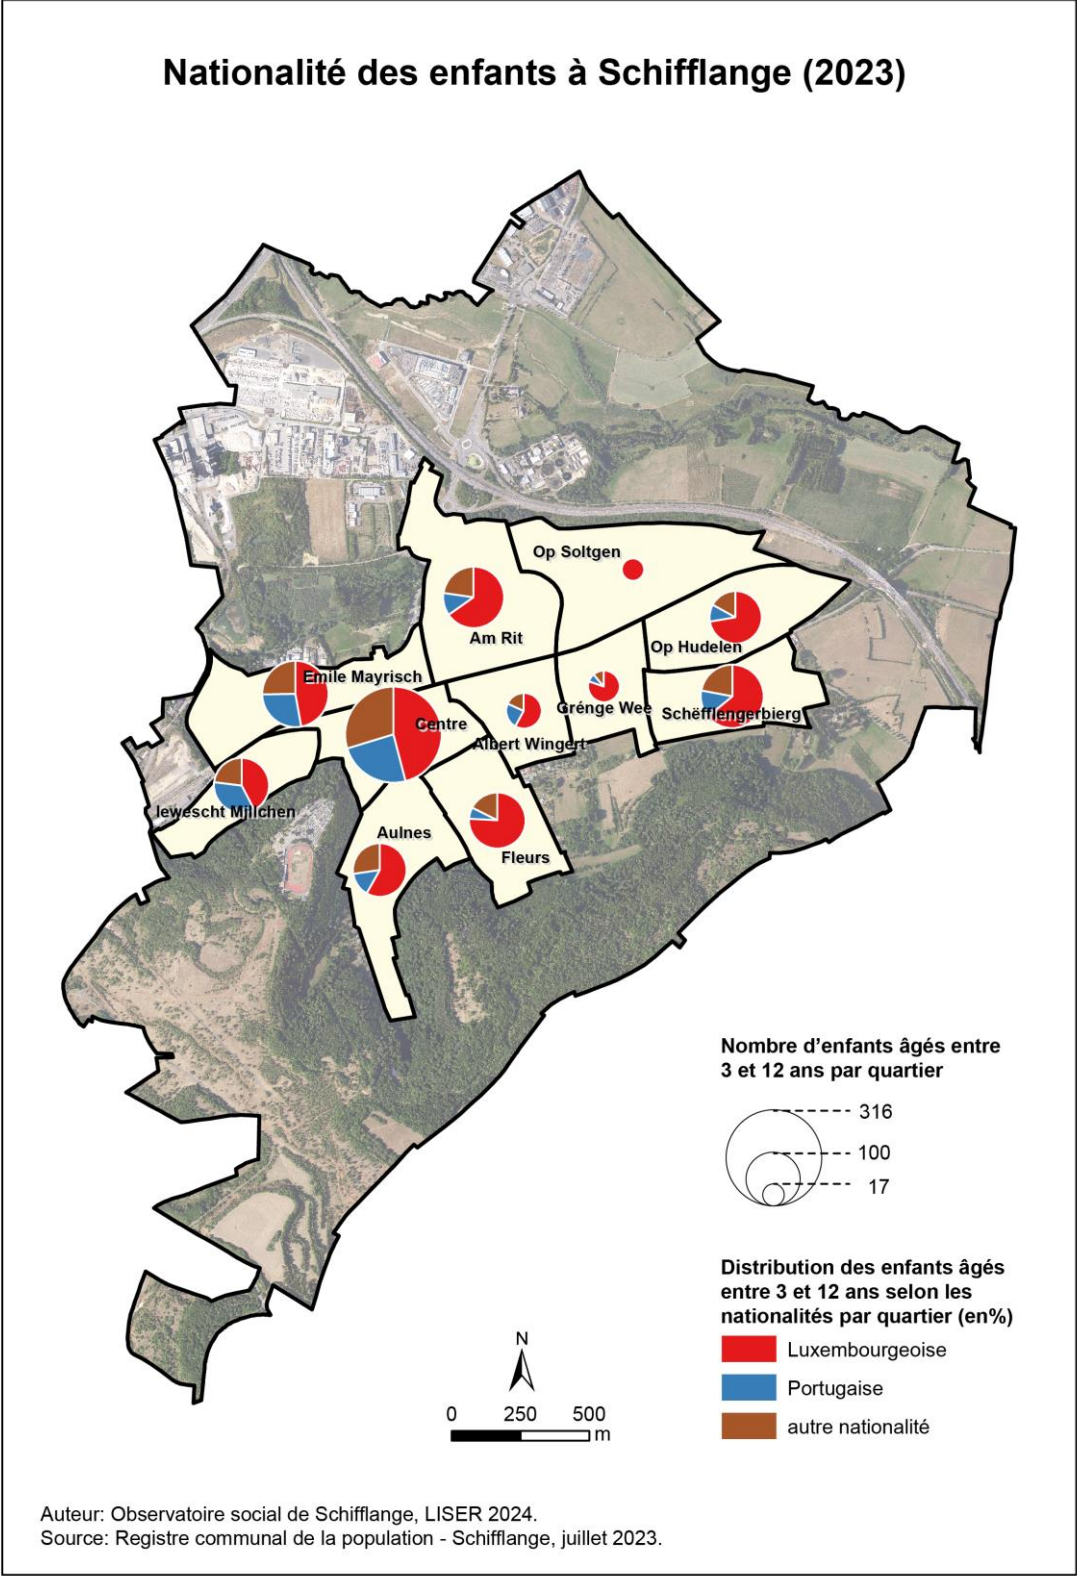 Nationalité des enfants à Schifflange (2023)
Op Soltgen
Am Rit
Op Hudelen
Emile Mayrisch
Centre
Grénge Wee
Schëfflengerbierg
Albert Wingert
Iewescht Millchen
Aulnes
Fleurs
Nombre d'enfants âgés entre
3 et 12 ans par quartier
316
100
17
Distribution des enfants âgés
entre 3 et 12 ans selon les
nationalités par quartier (en%)
Luxembourgeoise
Portugaise
autre nationalité
N
0 250 500
m
Auteur: Observatoire social de Schifflange, LISER 2024.
Source: Registre communal de la population - Schifflange, juillet 2023.